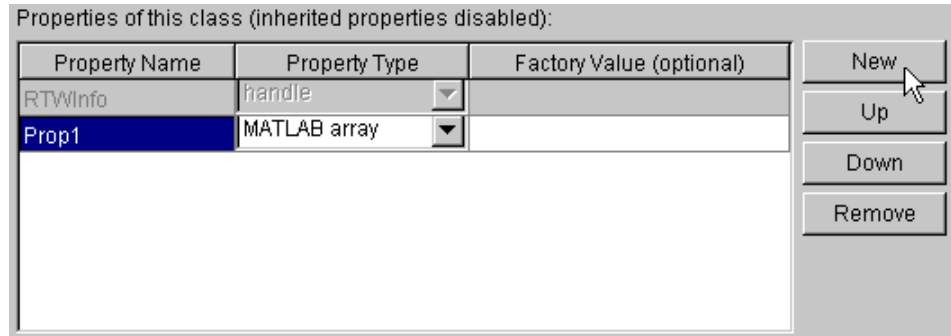 Properties of this class (inherited properties disabled):
Property Name Property Type Factory Value (optional) New
RTWInfo handle
Up
Prop1 MATLAB array
Down
Remove